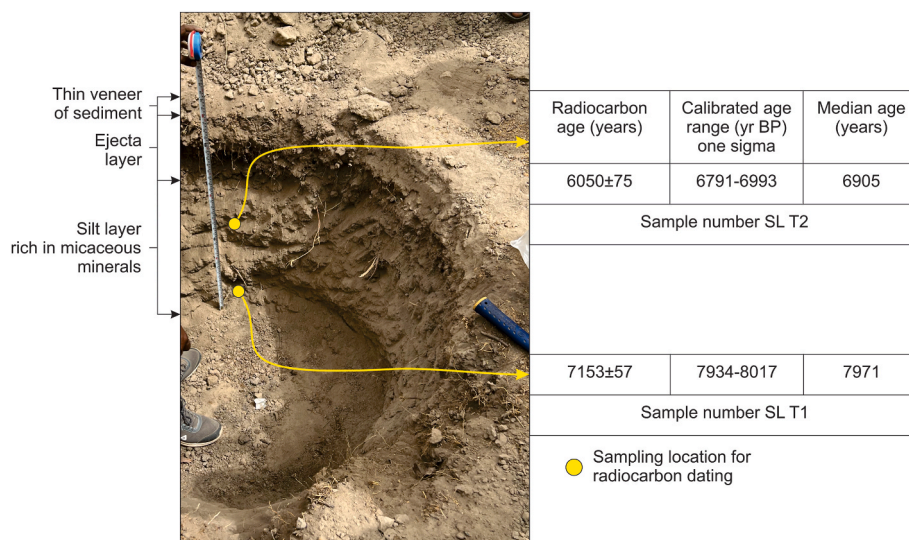 Thin veneer
of sediment
Ejecta
layer
Silt layer
rich in micaceous
minerals
Radiocarbon
age (years)
Calibrated age
range (yr BP)
one sigma
Median age
(years)
6050±75
6791-6993
6905
Sample number SL T2
7153±57
7934-8017
7971
Sample number SL T1
Sampling location for
radiocarbon dating